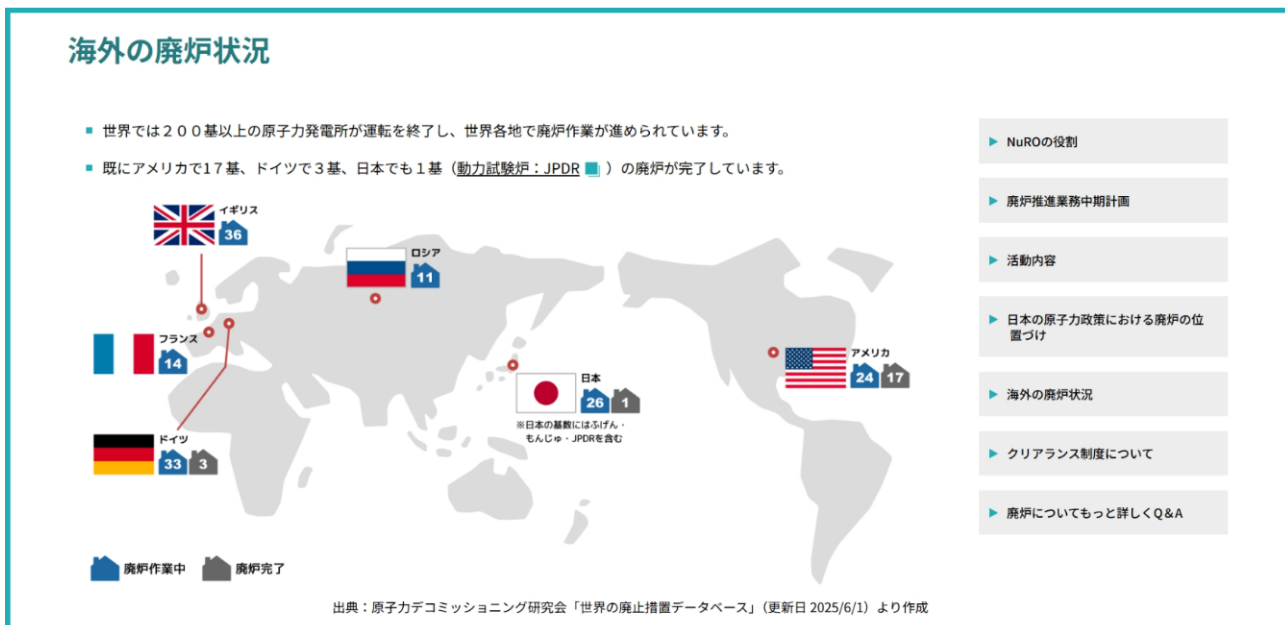 海外の廃炉状況
世界では２００基以上の原子力発電所が運転を終了し、世界各地で廃炉作業が進められています。
既にアメリカで17基、ドイツで３基、日本でも１基（動力試験炉：JPDR ）の廃炉が完了しています。
イギリス
36
ロシア
11
フランス
14
アメリカ
24 17
日本
26 1
※日本の基数にはふげん・
もんじゅ・JPDRを含む
ドイツ
33 3
廃炉作業中 廃炉完了
出典：原子力デコミッショニング研究会「世界の廃止措置データベース」（更新日 2025/6/1）より作成
NuROの役割
廃炉推進業務中期計画
活動内容
日本の原子力政策における廃炉の位
置づけ
海外の廃炉状況
クリアランス制度について
廃炉についてもっと詳しくQ＆A